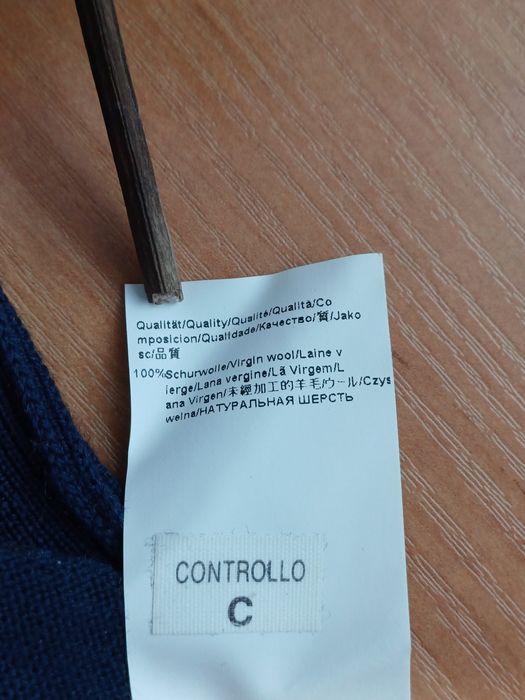 Qualität/Quality/Qualité/Qualità/Co
mposicion/Qualidade/Качество/質/Jako
sc/品質
100%Schurwolle/Virgin wool/Laine v
ierge/Lana vergine/Lã Virgem/L
ana Virgen/未經加工的羊毛/ウール/Czys
welna/НАТУРАЛЬНАЯ ШЕРСТЬ
CONTROLLO
C